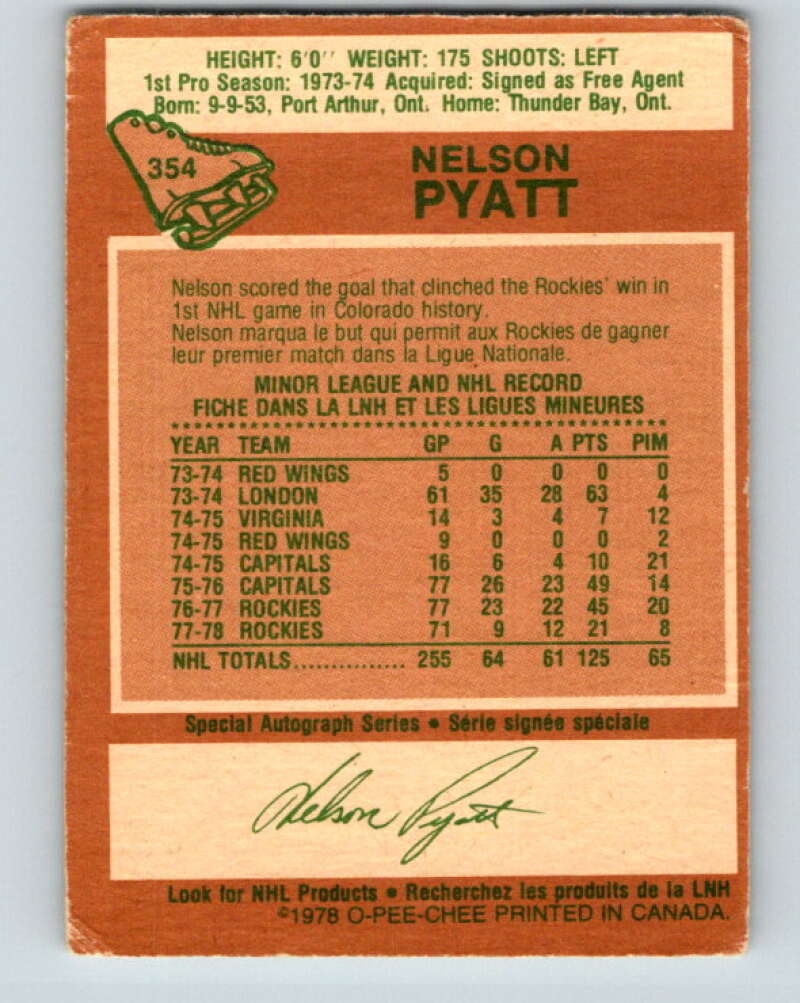 HEIGHT: 6'0'' WEIGHT: 175 SHOOTS: LEFT
1st Pro Season: 1973-74 Acquired: Signed as Free Agent
Born: 9-9-53, Port Arthur, Ont. Home: Thunder Bay, Ont.
354
NELSON
PYATT
Nelson scored the goal that clinched the Rockies' win in
1st NHL game in Colorado history.
Nelson marqua le but qui permit aux Rockies de gagner
leur premier match dans la Ligue Nationale.
MINOR LEAGUE AND NHL RECORD
FICHE DANS LA LNH ET LES LIGUES MINEURES
YEAR TEAM GP G A PTS PIM
73-74 RED WINGS 5 0 0 0 0
73-74 LONDON 61 35 28 63 4
74-75 VIRGINIA 14 3 4 7 12
74-75 RED WINGS 9 0 0 0 2
74-75 CAPITALS 16 6 4 10 21
75-76 CAPITALS 77 26 23 49 14
76-77 ROCKIES 77 23 22 45 20
77-78 ROCKIES 71 9 12 21 8
NHL TOTALS............... 255 64 61 125 65
Special Autograph Series • Série signée spéciale
Nelson Pyatt
Look for NHL Products • Recherchez les produits de la LNH
©1978 O-PEE-CHEE PRINTED IN CANADA.